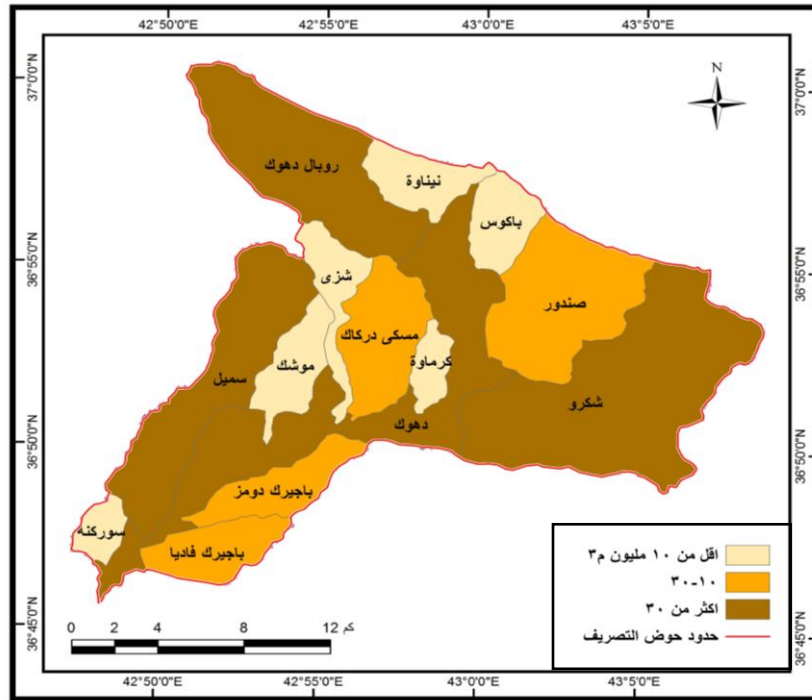 42°50'0"E 42°55'0"E 43°0'0"E 43°5'0"E
37°0'0"N
37°0'0"N
N
روبال دهوك
نيناوة
باكوس
36°55'0"N
36°55'0"N
شزى
صندور
مسكى دركاك
كرماوة
موشك
سميل
شكرو
دهوك
36°50'0"N
36°50'0"N
باجيرك دومز
سوركنه
باجيرك فاديا
اقل من ١٠ مليون م٣
١٠-٣٠
اكثر من ٣٠
حدود حوض التصريف
36°45'0"N
36°45'0"N
0 2 4 8 12 كم
42°50'0"E 42°55'0"E 43°0'0"E 43°5'0"E